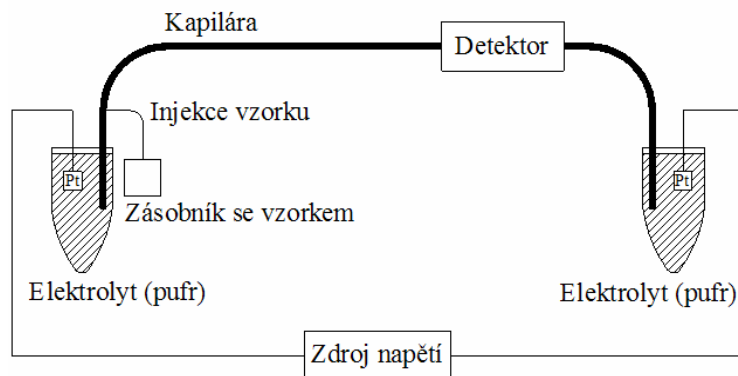 Kapilára
Detektor
Injekce vzorku
Pt
Pt
Zásobník se vzorkem
Elektrolyt (pufr)
Elektrolyt (pufr)
Zdroj napětí